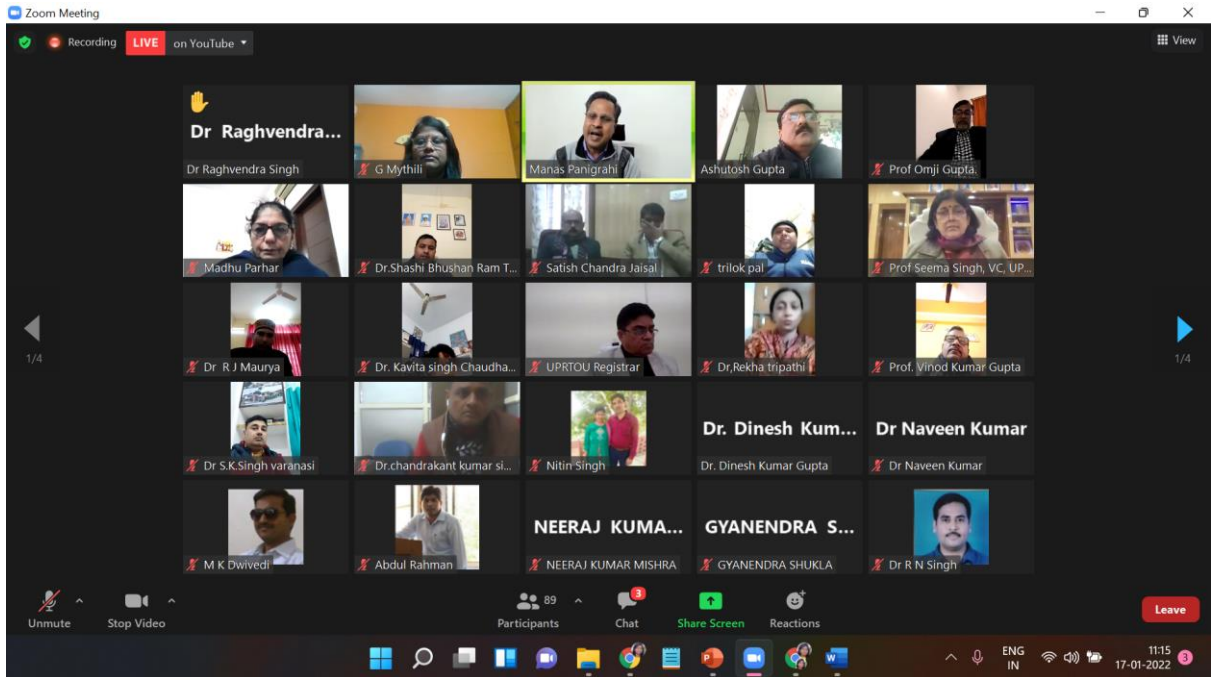 Zoom Meeting
Recording LIVE on YouTube
View
Dr Raghvendra...
Dr Raghvendra Singh
G Mythili
Manas Panigrahi
Ashutosh Gupta
Prof Omji Gupta.
Madhu Parhar
Dr.Shashi Bhushan Ram T...
Satish Chandra Jaisal
trilok pal
Prof Seema Singh, VC, UP...
1/4
1/4
Dr R J Maurya
Dr. Kavita singh Chaudha...
UPRTOU Registrar
Dr,Rekha tripathi
Prof. Vinod Kumar Gupta
Dr. Dinesh Kum...
Dr Naveen Kumar
Dr S.K.Singh varanasi
Dr.chandrakant kumar si...
Nitin Singh
Dr. Dinesh Kumar Gupta
Dr Naveen Kumar
NEERAJ KUMA...
GYANENDRA S...
M K Dwivedi
Abdul Rahman
NEERAJ KUMAR MISHRA
GYANENDRA SHUKLA
Dr R N Singh
89
3
Unmute
Stop Video
Participants
Chat
Share Screen
Reactions
Leave
ENG
IN
11:15
17-01-2022
3